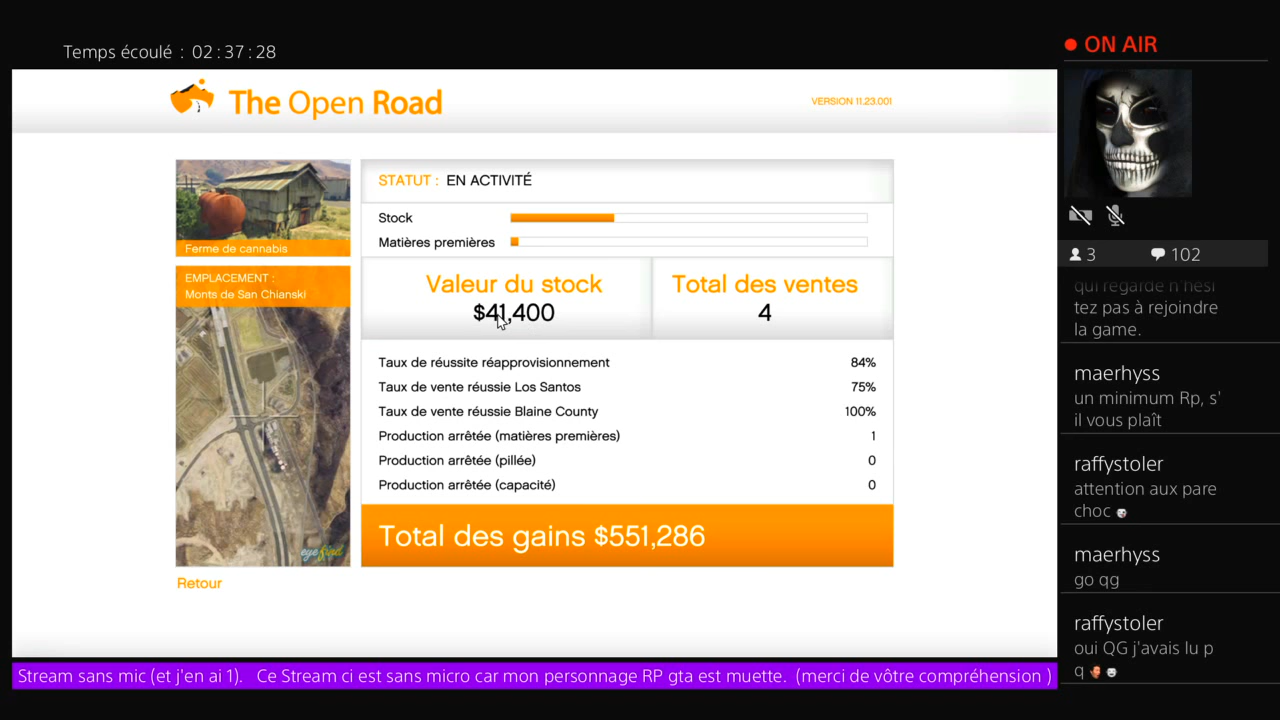 Temps écoulé : 02:37:28
ON AIR
The Open Road
VERSION 11.23.001
STATUT : EN ACTIVITÉ
Stock
Matières premières
Ferme de cannabis
EMPLACEMENT :
Monts de San Chianski
eyefind
Valeur du stock
$41,400
Total des ventes
4
Taux de réussite réapprovisionnement 84%
Taux de vente réussie Los Santos 75%
Taux de vente réussie Blaine County 100%
Production arrêtée (matières premières) 1
Production arrêtée (pillée) 0
Production arrêtée (capacité) 0
Total des gains $551,286
Retour
3 102
qui regarde n hési
tez pas à rejoindre
la game.
maerhyss
un minimum Rp, s'
il vous plaît
raffystoler
attention aux pare
choc
maerhyss
go qg
raffystoler
oui QG j'avais lu p
q
Stream sans mic (et j'en ai 1). Ce Stream ci est sans micro car mon personnage RP gta est muette. (merci de vôtre compréhension )